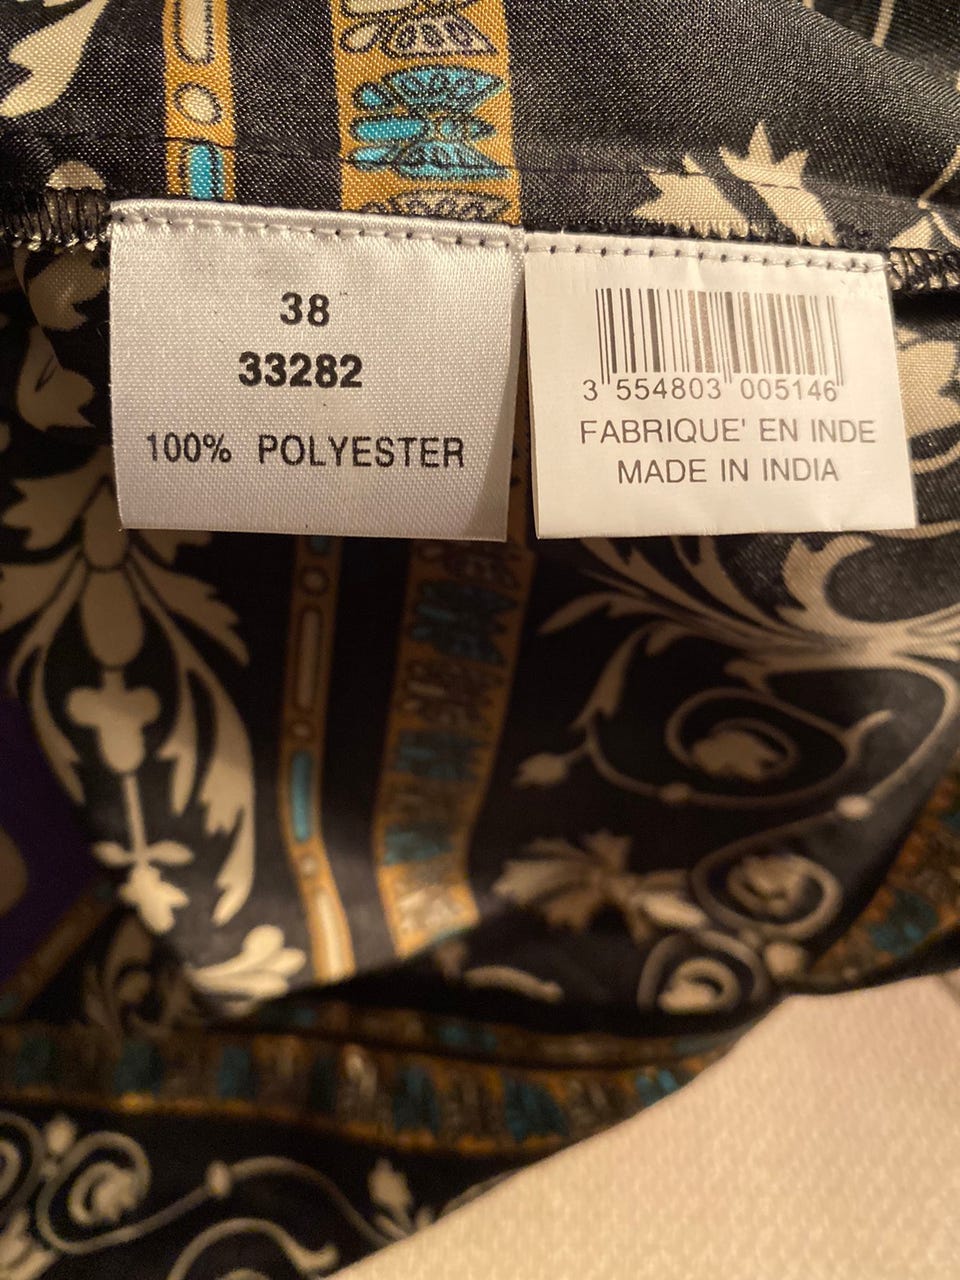 38
33282
100% POLYESTER
3 554803 005146
FABRIQUE' EN INDE
MADE IN INDIA